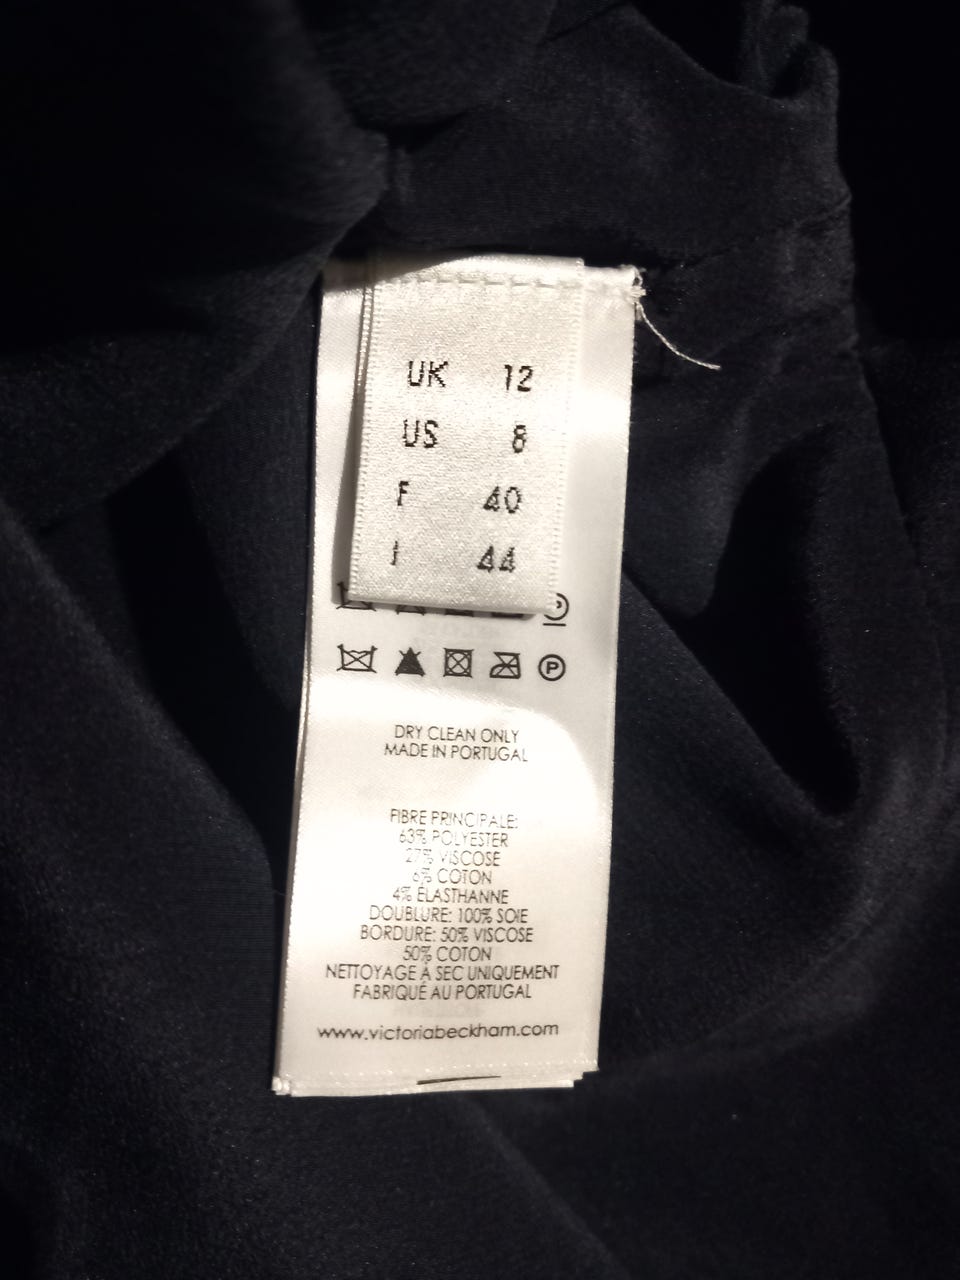 UK 12
US 8
F 40
I 44
P
DRY CLEAN ONLY
MADE IN PORTUGAL
FIBRE PRINCIPALE:
63% POLYESTER
27% VISCOSE
6% COTON
4% ÉLASTHANNE
DOUBLURE: 100% SOIE
BORDURE: 50% VISCOSE
50% COTON
NETTOYAGE À SEC UNIQUEMENT
FABRIQUÉ AU PORTUGAL
www.victoriabeckham.com